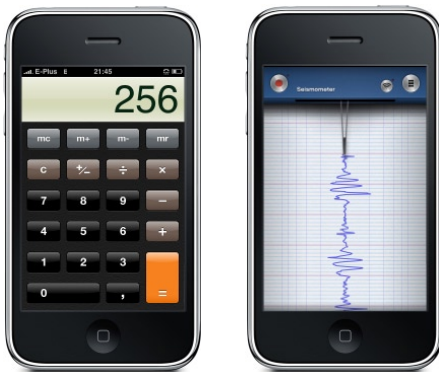 E-Plus E 21:45
256
mc m+ m- mr
c +/− ÷ ×
7 8 9 −
4 5 6 +
1 2 3
0 , =
Seismometer